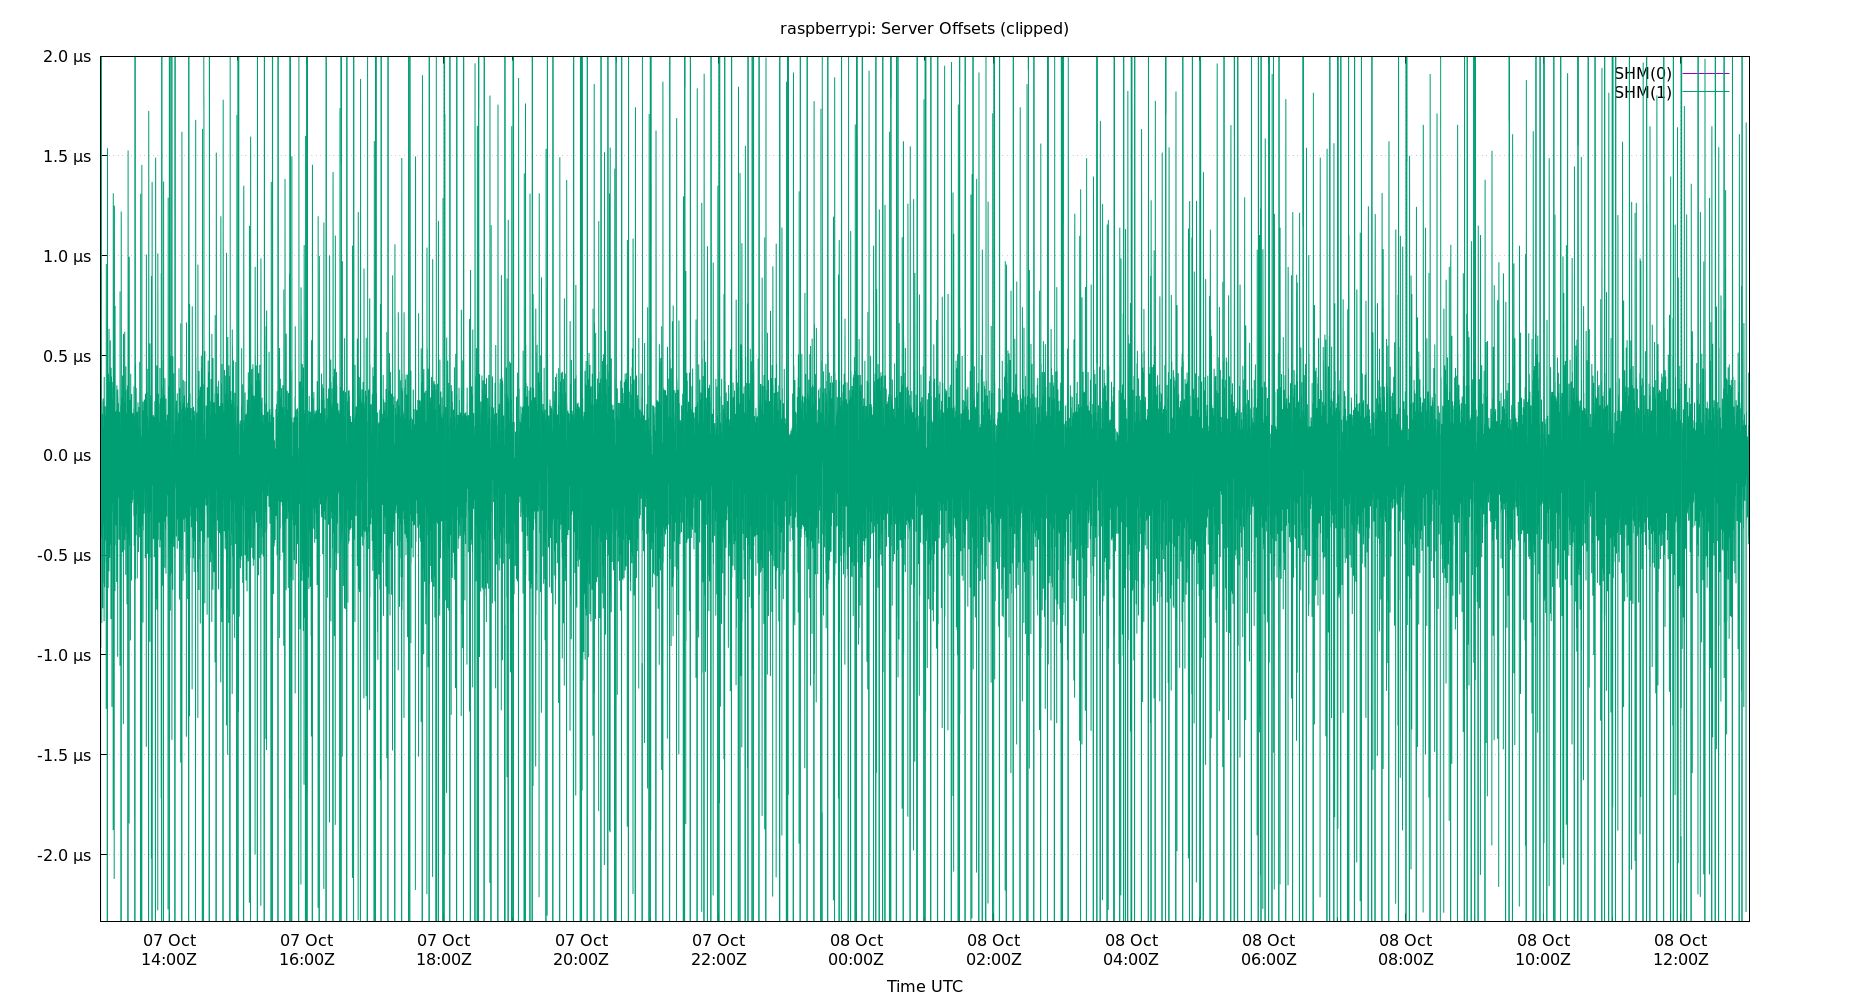 raspberrypi: Server Offsets (clipped)
2.0 µs
1.5 µs
1.0 µs
0.5 µs
0.0 µs
-0.5 µs
-1.0 µs
-1.5 µs
-2.0 µs
SHM(0)
SHM(1)
07 Oct 07 Oct 07 Oct 07 Oct 07 Oct 08 Oct 08 Oct 08 Oct 08 Oct 08 Oct 08 Oct 08 Oct
14:00Z 16:00Z 18:00Z 20:00Z 22:00Z 00:00Z 02:00Z 04:00Z 06:00Z 08:00Z 10:00Z 12:00Z
Time UTC